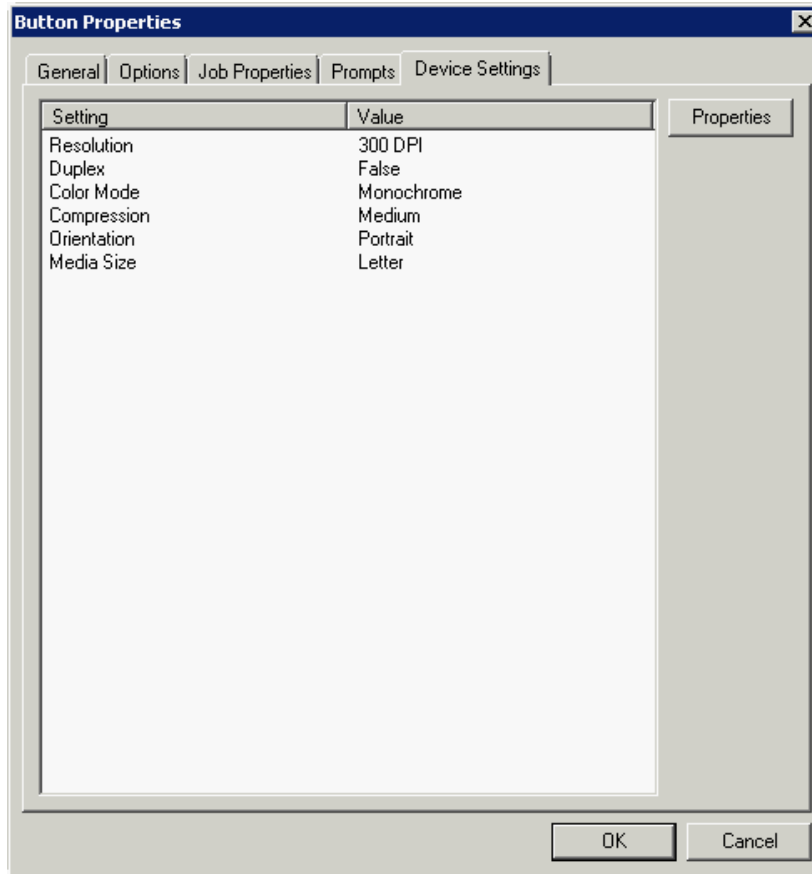 Button Properties
General Options Job Properties Prompts Device Settings
Setting Value
Properties
Resolution 300 DPI
Duplex False
Color Mode Monochrome
Compression Medium
Orientation Portrait
Media Size Letter
OK Cancel